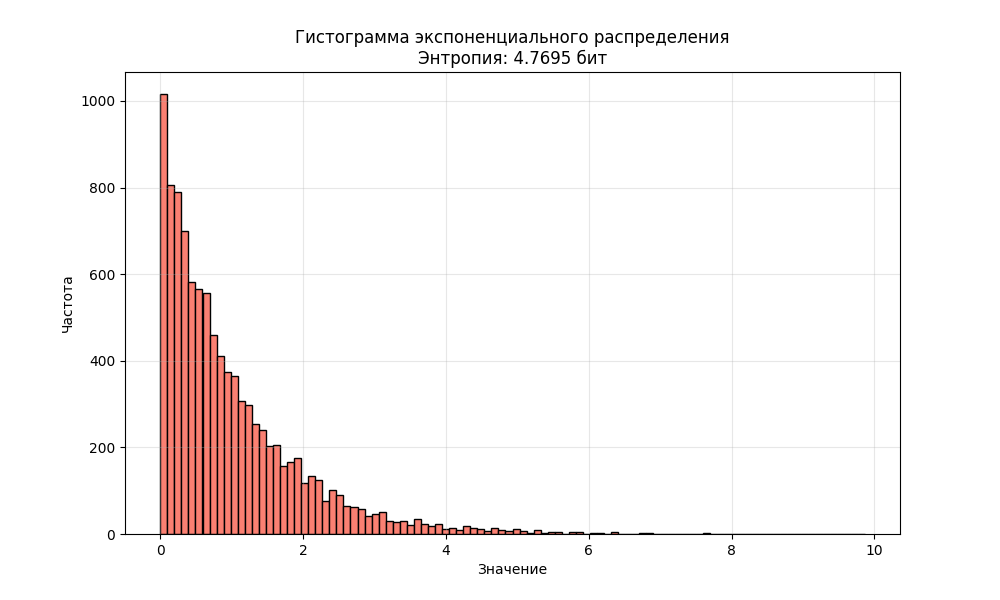 Гистограмма экспоненциального распределения
Энтропия: 4.7695 бит
Частота
1000
800
600
400
200
0
0 2 4 6 8 10
Значение